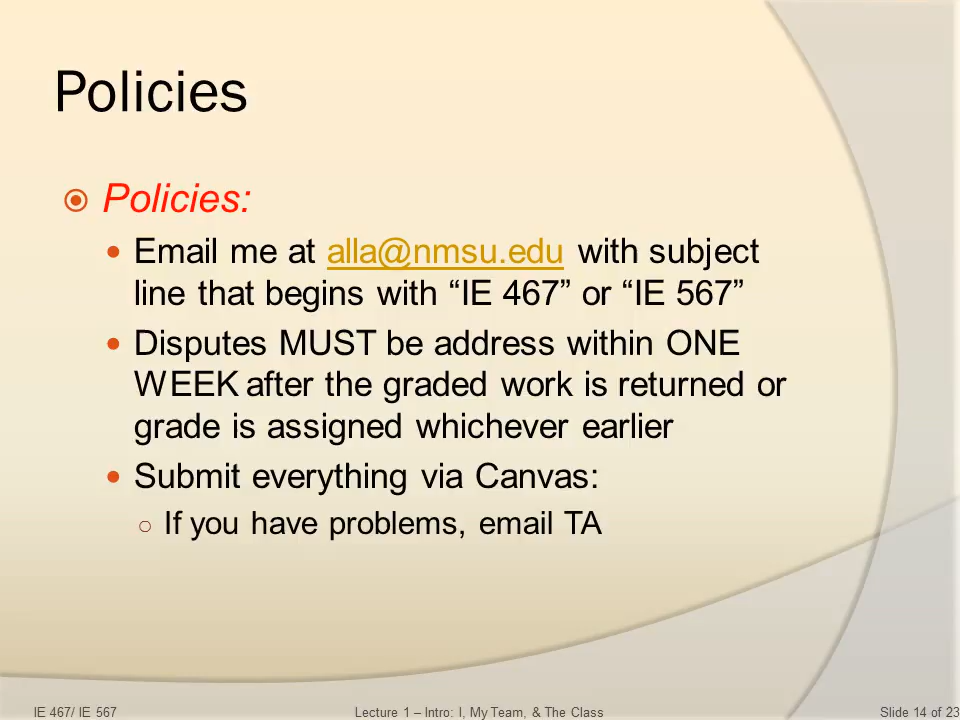 Policies
Policies:
Email me at alla@nmsu.edu with subject
line that begins with “IE 467” or “IE 567”
Disputes MUST be address within ONE
WEEK after the graded work is returned or
grade is assigned whichever earlier
Submit everything via Canvas:
If you have problems, email TA
IE 467/ IE 567
Lecture 1 – Intro: I, My Team, & The Class
Slide 14 of 23